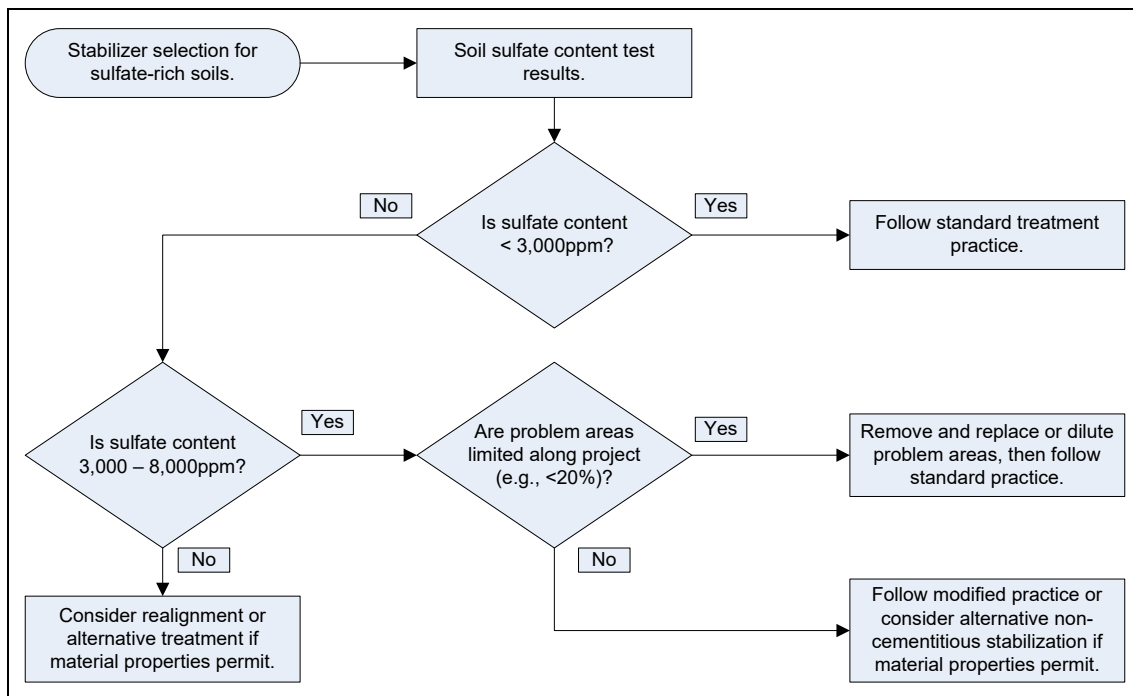 Stabilizer selection for
sulfate-rich soils.
Soil sulfate content test
results.
No
Is sulfate content
< 3,000ppm?
Yes
Follow standard treatment
practice.
Is sulfate content
3,000 – 8,000ppm?
Yes
Are problem areas
limited along project
(e.g., <20%)?
Yes
Remove and replace or dilute
problem areas, then follow
standard practice.
No
No
Consider realignment or
alternative treatment if
material properties permit.
Follow modified practice or
consider alternative non-
cementitious stabilization if
material properties permit.